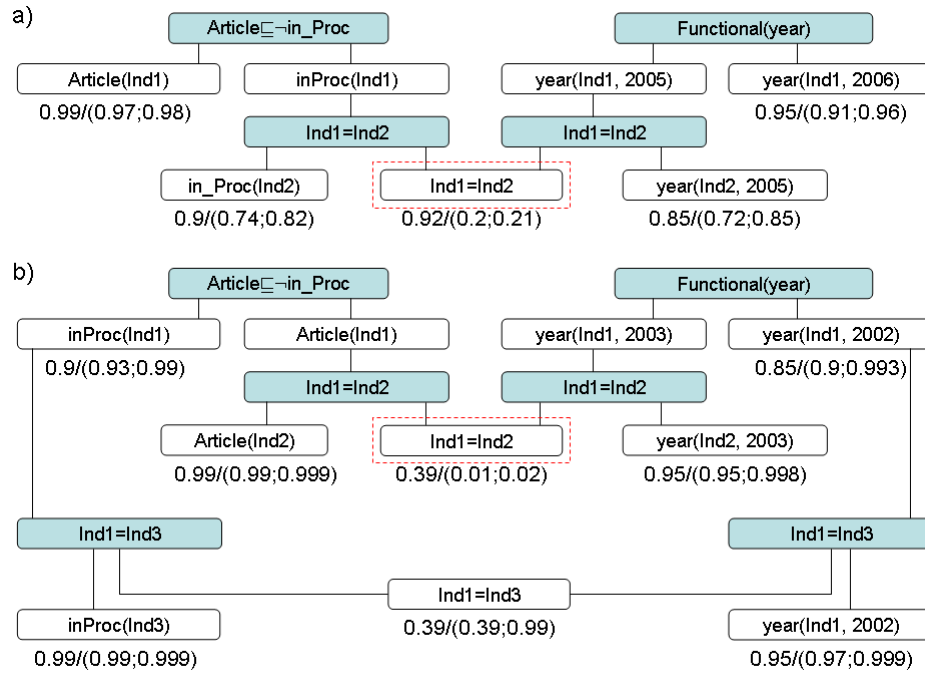 a)
Article⊑¬in_Proc
Functional(year)
Article(Ind1)
inProc(Ind1)
year(Ind1, 2005)
year(Ind1, 2006)
0.99/(0.97;0.98)
0.95/(0.91;0.96)
Ind1=Ind2
Ind1=Ind2
in_Proc(Ind2)
Ind1=Ind2
year(Ind2, 2005)
0.9/(0.74;0.82)
0.92/(0.2;0.21)
0.85/(0.72;0.85)
b)
Article⊑¬in_Proc
Functional(year)
inProc(Ind1)
Article(Ind1)
year(Ind1, 2003)
year(Ind1, 2002)
0.9/(0.93;0.99)
0.85/(0.9;0.993)
Ind1=Ind2
Ind1=Ind2
Article(Ind2)
Ind1=Ind2
year(Ind2, 2003)
0.99/(0.99;0.999)
0.39/(0.01;0.02)
0.95/(0.95;0.998)
Ind1=Ind3
Ind1=Ind3
Ind1=Ind3
inProc(Ind3)
0.39/(0.39;0.99)
year(Ind1, 2002)
0.99/(0.99;0.999)
0.95/(0.97;0.999)